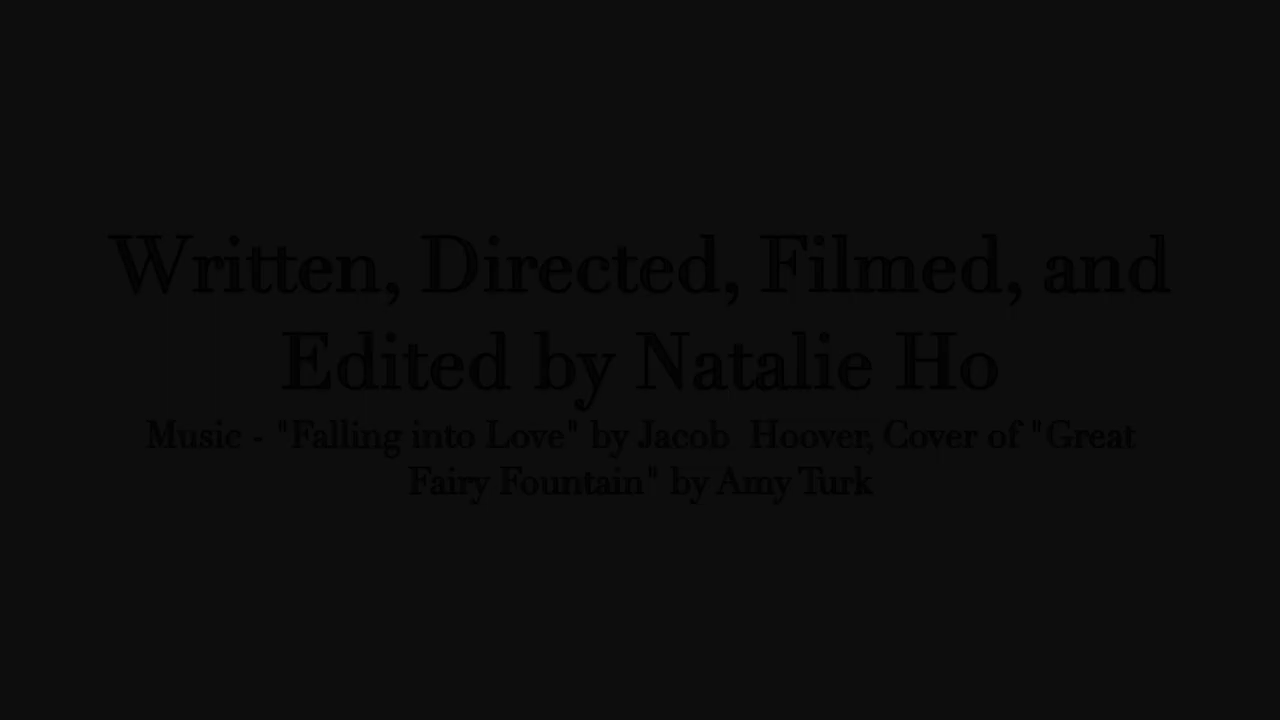 Written, Directed, Filmed, and
Edited by Natalie Ho
Music - "Falling into Love" by Jacob  Hoover, Cover of "Great
Fairy Fountain" by Amy Turk